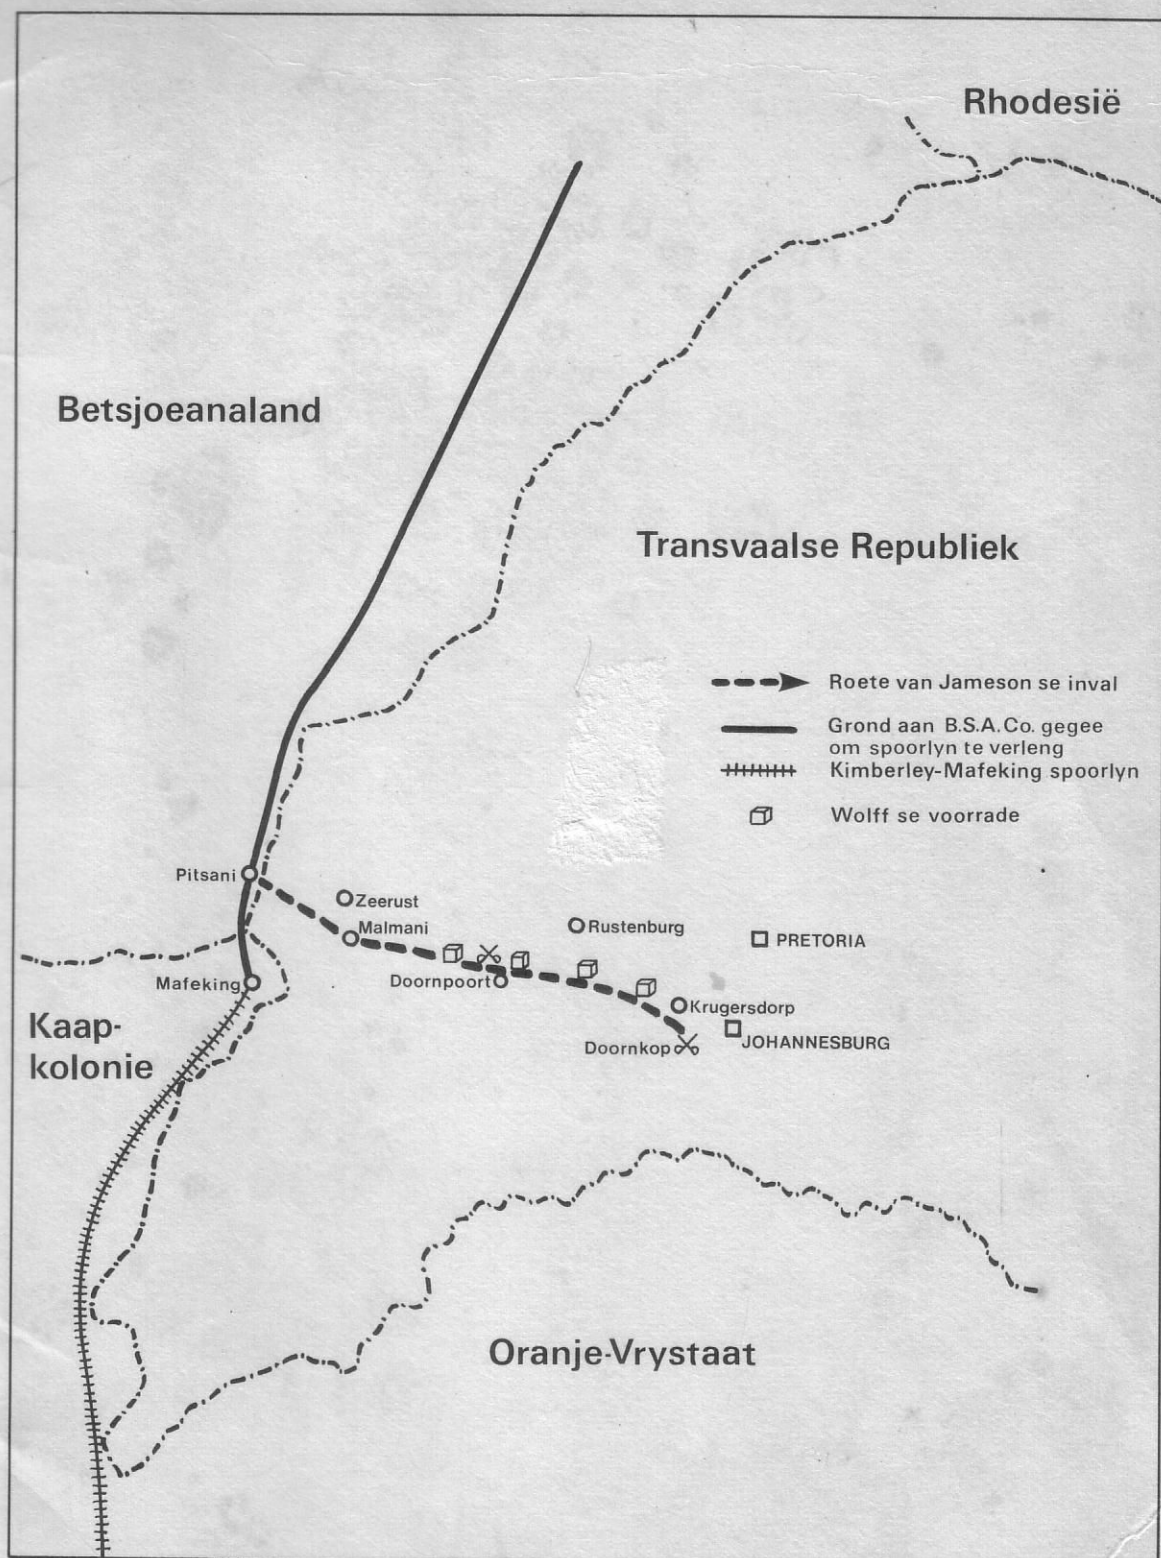 Rhodesië
Betsjoeanaland
Transvaalse Republiek
Roete van Jameson se inval
Grond aan B.S.A.Co. gegee
om spoorlyn te verleng
Kimberley-Mafeking spoorlyn
Wolff se voorrade
Pitsani
Zeerust
Malmani
Rustenburg
PRETORIA
Doornpoort
Mafeking
Krugersdorp
Kaap-
kolonie
Doornkop
JOHANNESBURG
Oranje-Vrystaat